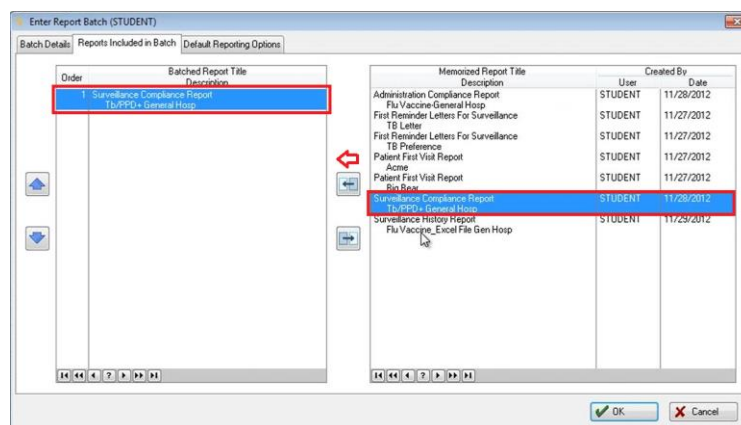 Enter Report Batch (STUDENT)
Batch Details Reports Included in Batch Default Reporting Options
Order Batched Report Title
Description
1 Surveillance Compliance Report
Tb/PPD+ General Hosp
Memorized Report Title Created By
Description User Date
Administration Compliance Report STUDENT 11/28/2012
Flu Vaccine-General Hosp
First Reminder Letters For Surveillance STUDENT 11/27/2012
TB Letter
First Reminder Letters For Surveillance STUDENT 11/27/2012
TB Preference
Patient First Visit Report STUDENT 11/27/2012
Acme
Patient First Visit Report STUDENT 11/27/2012
Big Bear
Surveillance Compliance Report STUDENT 11/28/2012
Tb/PPD+ General Hosp
Surveillance History Report STUDENT 11/29/2012
Flu Vaccine_Excel File Gen Hosp
OK Cancel